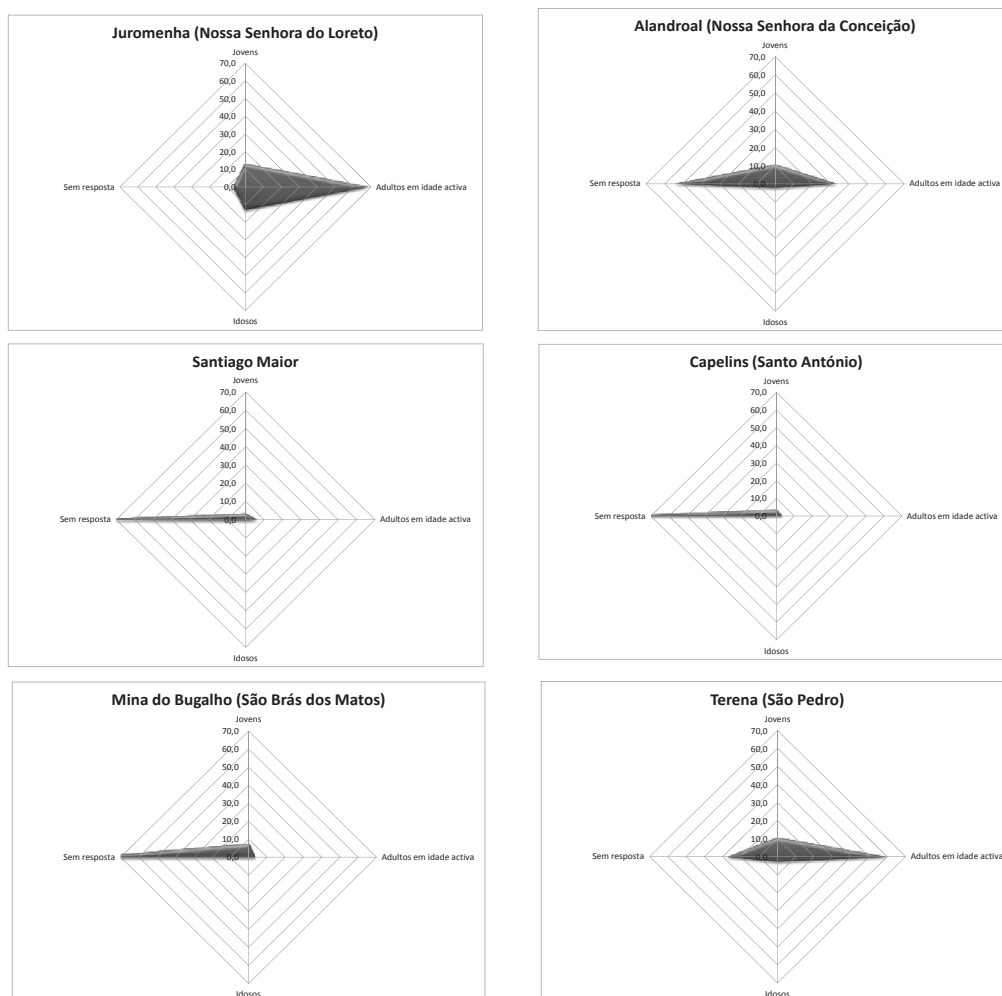 Juromenha (Nossa Senhora do Loreto)
Jovens
70,0
60,0
50,0
40,0
30,0
20,0
10,0
0,0
Sem resposta
Adultos em idade activa
Idosos
Alandroal (Nossa Senhora da Conceição)
Jovens
70,0
60,0
50,0
40,0
30,0
20,0
10,0
0,0
Sem resposta
Adultos em idade activa
Idosos
Santiago Maior
Jovens
70,0
60,0
50,0
40,0
30,0
20,0
10,0
0,0
Sem resposta
Adultos em idade activa
Idosos
Capelins (Santo António)
Jovens
70,0
60,0
50,0
40,0
30,0
20,0
10,0
0,0
Sem resposta
Adultos em idade activa
Idosos
Mina do Bugalho (São Brás dos Matos)
Jovens
70,0
60,0
50,0
40,0
30,0
20,0
10,0
0,0
Sem resposta
Adultos em idade activa
Idosos
Terena (São Pedro)
Jovens
70,0
60,0
50,0
40,0
30,0
20,0
10,0
0,0
Sem resposta
Adultos em idade activa
Idosos